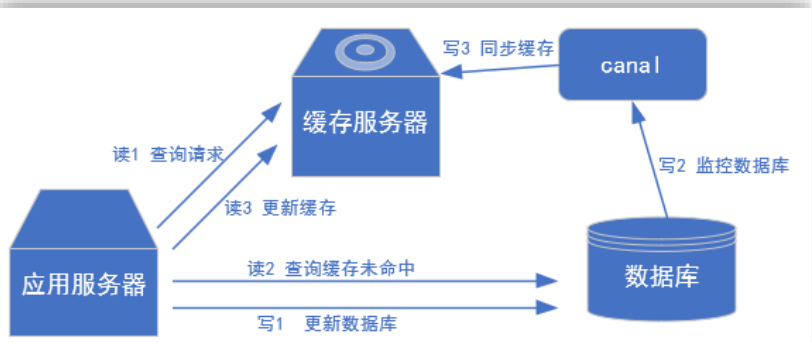 写3 同步缓存
canal
缓存服务器
读1 查询请求
写2 监控数据库
读3 更新缓存
读2 查询缓存未命中
应用服务器
数据库
写1 更新数据库